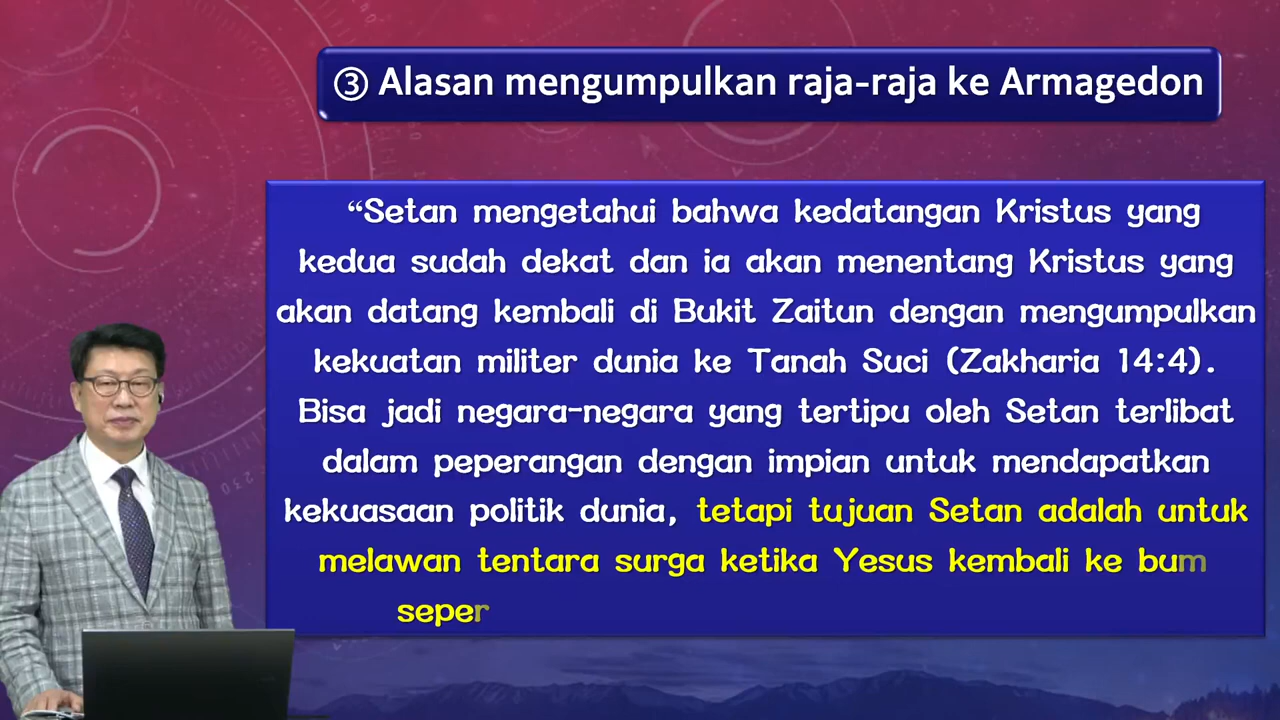 ③ Alasan mengumpulkan raja-raja ke Armagedon
“Setan mengetahui bahwa kedatangan Kristus yang
kedua sudah dekat dan ia akan menentang Kristus yang
akan datang kembali di Bukit Zaitun dengan mengumpulkan
kekuatan militer dunia ke Tanah Suci (Zakharia 14:4).
Bisa jadi negara-negara yang tertipu oleh Setan terlibat
dalam peperangan dengan impian untuk mendapatkan
kekuasaan politik dunia, tetapi tujuan Setan adalah untuk
melawan tentara surga ketika Yesus kembali ke bum
seper